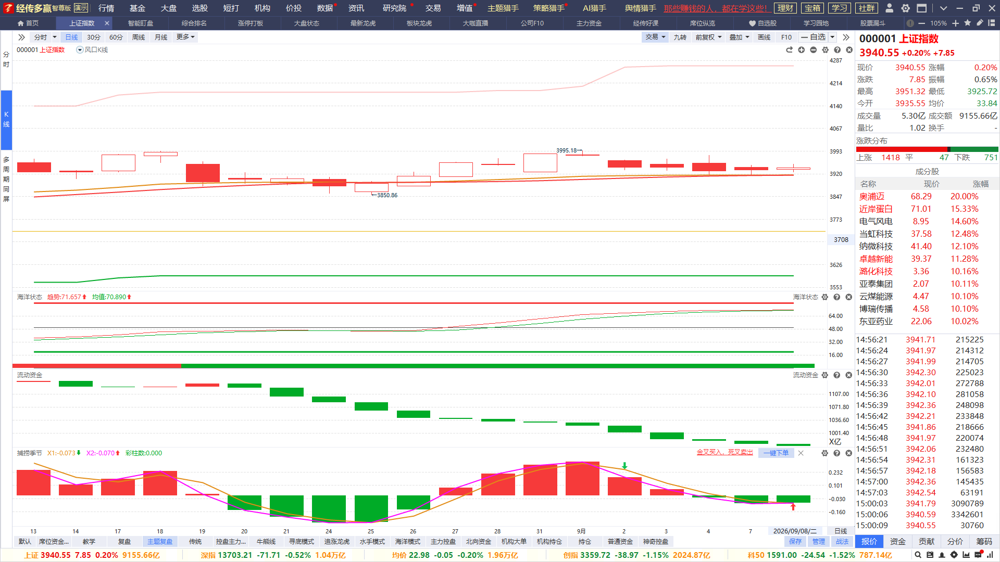 经传多赢 智尊版 演示 行情 基金 大盘 选股 短打 机构 价投 数据 资讯 研究院 交易 增值 主题猎手 策略猎手 AI猎手 舆情猎手 那些赚钱的人，都在学这些！ 理财 宝箱 学习 社群
首页 上证指数 智能盯盘 综合排名 涨停打板 大盘状态 最新龙虎 板块龙虎 大咖直播 公司F10 主力资金 经传好课 席位纵览 自选股 学习园地 股票漏斗 105%
分时 日线 30分 60分 周线 月线 更多 交易 九转 前复权 叠加 画线 F10 自选
000001 上证指数 风口K线
分时
K线
多周期同屏
4287
4214
4140
4067
3993
3920
3847
3773
3708
3626
3553
3995.18
3850.86
海洋状态 趋势:71.657 均值:70.890 海洋状态
64.00
48.00
32.00
16.00
流动资金 流动资金
1107.00
1071.80
1036.60
1001.40
X亿
捕捞季节 X1:-0.073 X2:-0.070 彩柱数:0.000 金叉买入，死叉卖出 一键下单
0.232
0.101
-0.030
-0.160
13 14 17 18 19 20 21 24 25 26 27 28 31 9月 2 3 4 7 2026/09/08/二 日线
默认 席位资金... 教学 复盘 主题复盘 传统 控盘主力... 牛能线 寻底模式 追涨龙虎 水手模式 海洋模式 主力控盘 北向资金 机构大单 机构持仓 持仓 普通资金 神奇控盘 保存 管理 战法
000001 上证指数
3940.55 +0.20% +7.85
现价 3940.55 涨幅 0.20%
涨跌 7.85 振幅 0.65%
最高 3951.32 最低 3925.72
今开 3935.55 均价 33.84
成交量 5.30亿 成交额 9155.66亿
量比 1.02 换手 -
涨跌分布
上涨 1418 平 47 下跌 751
成分股
名称 现价 涨幅
奥浦迈 68.29 20.00%
近岸蛋白 71.01 15.33%
电气风电 8.95 14.60%
当虹科技 37.58 12.48%
纳微科技 41.40 12.10%
卓越新能 39.37 11.28%
潞化科技 3.36 10.16%
亚泰集团 2.07 10.11%
云煤能源 4.47 10.10%
博瑞传播 4.58 10.10%
东亚药业 22.06 10.02%
14:56:21 3941.71 215225
14:56:24 3941.97 214312
14:56:27 3941.99 214705
14:56:30 3942.30 225023
14:56:33 3942.01 272788
14:56:36 3942.10 281058
14:56:39 3942.36 248098
14:56:42 3942.21 233848
14:56:45 3941.86 218666
14:56:48 3941.97 220074
14:56:51 3942.06 232480
14:56:54 3942.31 161323
14:56:57 3942.18 156583
14:57:00 3942.36 145435
14:57:03 3942.54 63191
15:00:03 3941.79 3090789
15:00:06 3940.59 3342601
15:00:09 3940.55 30760
报价 资金 贡献 分价 筹码
上证 3940.55 7.85 0.20% 9155.66亿 深指 13703.21 -71.71 -0.52% 1.04万亿 均价 22.98 -0.05 -0.20% 1.96万亿 创指 3359.72 -38.97 -1.15% 2024.87亿 科50 1591.00 -24.54 -1.52% 787.14亿